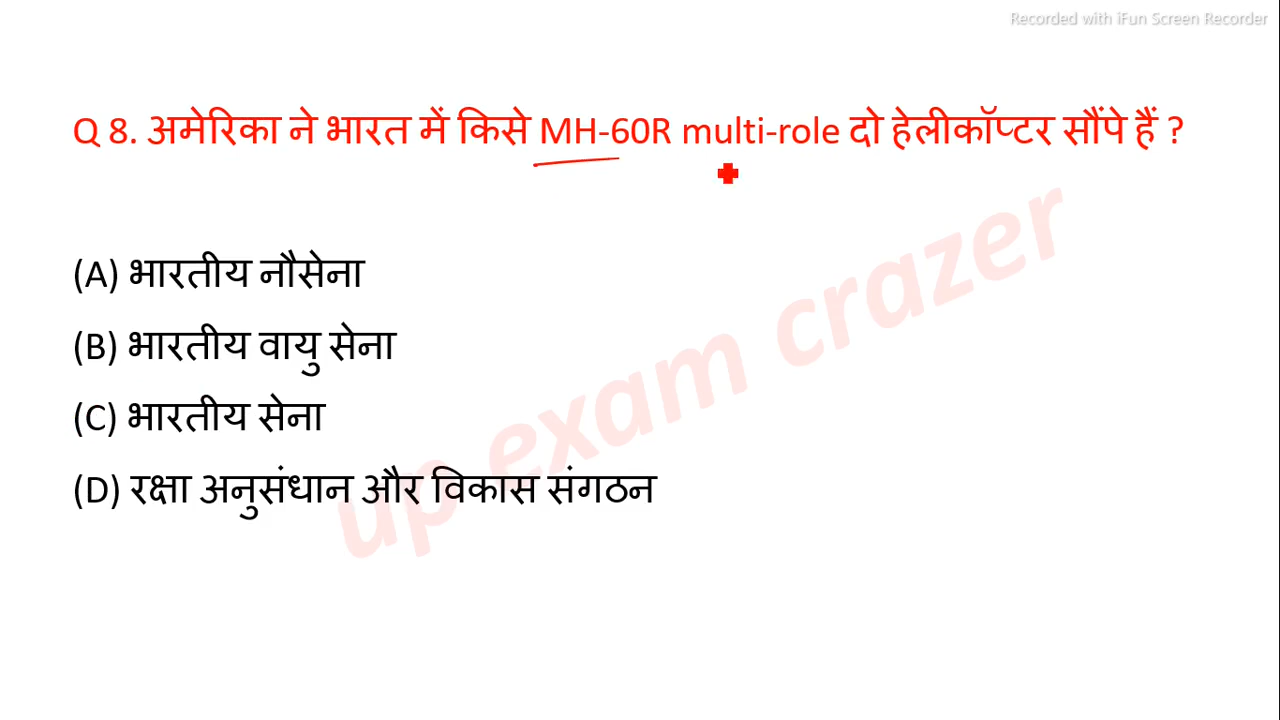 Recorded with iFun Screen Recorder
Q 8. अमेरिका ने भारत में किसे MH-60R multi-role दो हेलीकॉप्टर सौंपे हैं ?
(A) भारतीय नौसेना
(B) भारतीय वायु सेना
(C) भारतीय सेना
(D) रक्षा अनुसंधान और विकास संगठन
up exam crazer